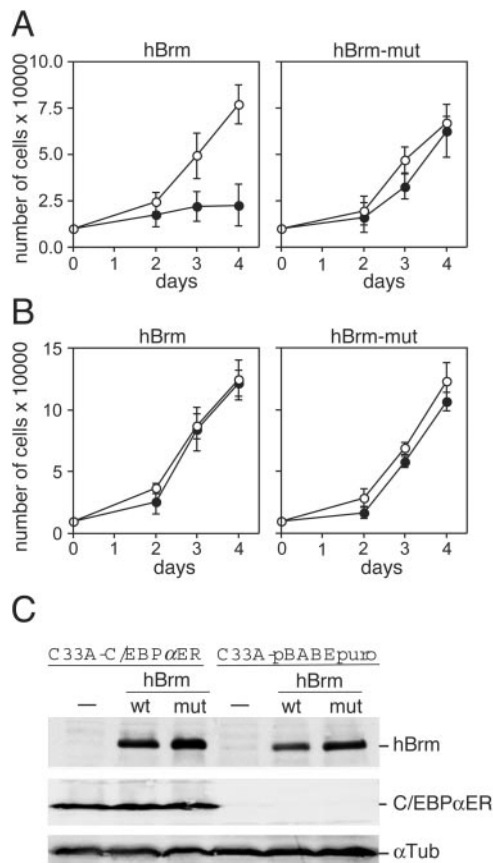 A
hBrm hBrm-mut
number of cells x 10000
10.0
7.5
5.0
2.5
0.0
0 1 2 3 4 0 1 2 3 4
days days
B
hBrm hBrm-mut
number of cells x 10000
15
10
5
0
0 1 2 3 4 0 1 2 3 4
days days
C
C33A-C/EBPαER C33A-pBABEpuro
hBrm hBrm
— wt mut — wt mut
hBrm
C/EBPαER
αTub